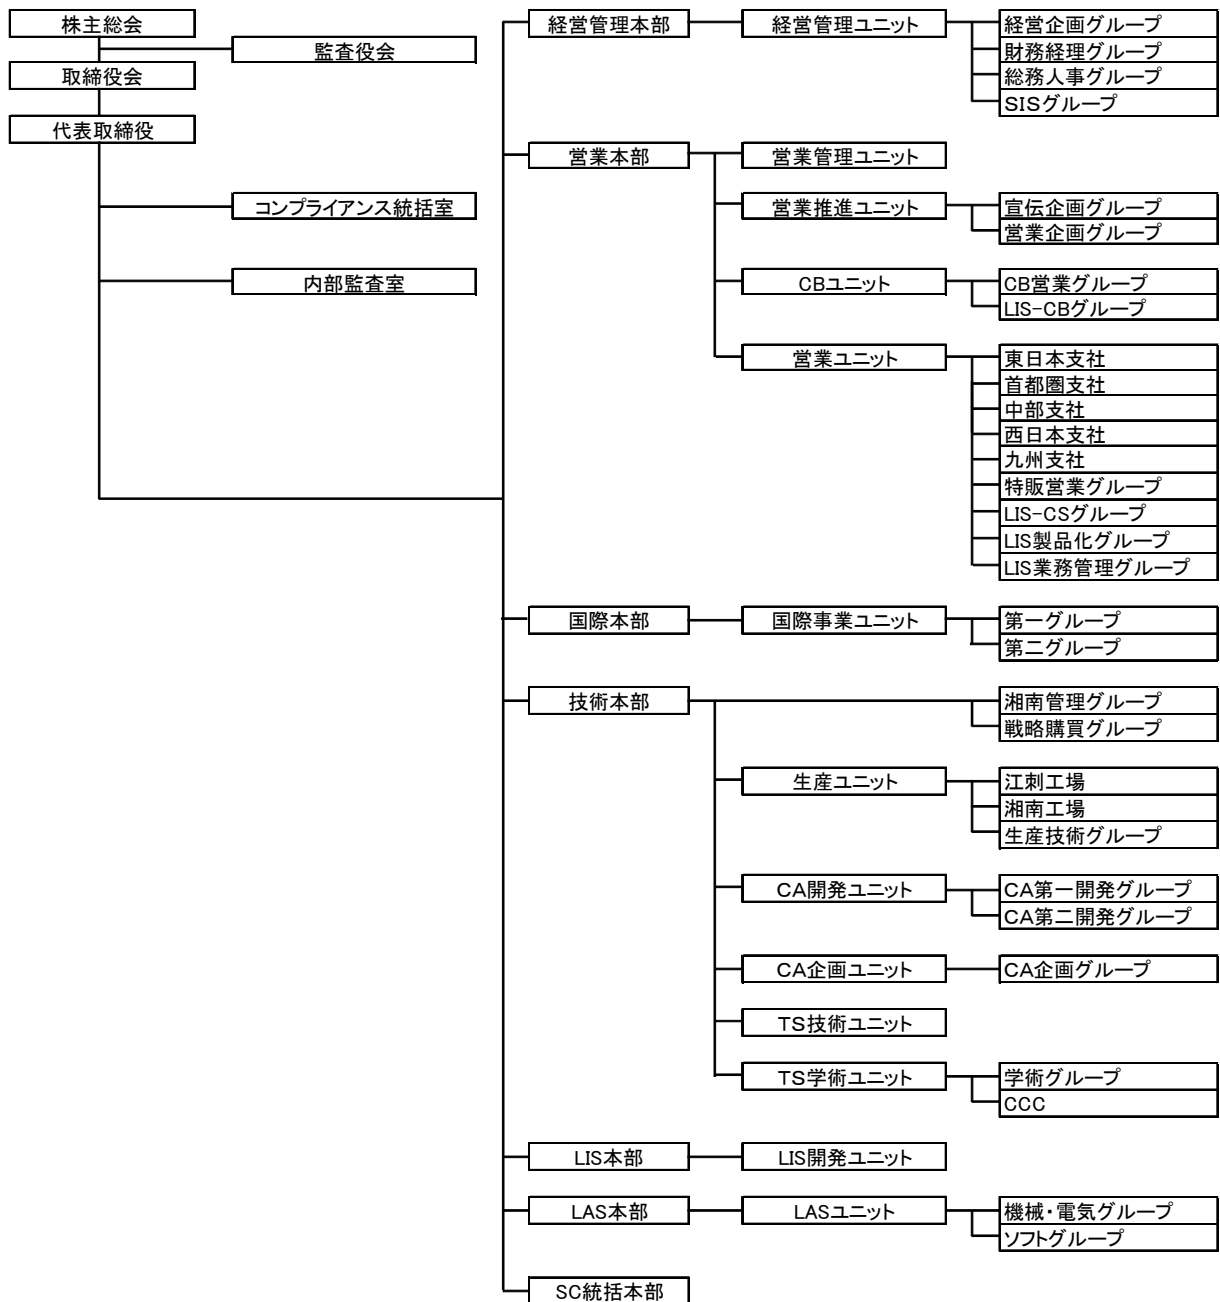 株主総会
監査役会
取締役会
代表取締役
コンプライアンス統括室
内部監査室
経営管理本部
経営管理ユニット
経営企画グループ
財務経理グループ
総務人事グループ
SISグループ
営業本部
営業管理ユニット
営業推進ユニット
宣伝企画グループ
営業企画グループ
CBユニット
CB営業グループ
LIS-CBグループ
営業ユニット
東日本支社
首都圏支社
中部支社
西日本支社
九州支社
特販営業グループ
LIS-CSグループ
LIS製品化グループ
LIS業務管理グループ
国際本部
国際事業ユニット
第一グループ
第二グループ
技術本部
湘南管理グループ
戦略購買グループ
生産ユニット
江刺工場
湘南工場
生産技術グループ
CA開発ユニット
CA第一開発グループ
CA第二開発グループ
CA企画ユニット
CA企画グループ
TS技術ユニット
TS学術ユニット
学術グループ
CCC
LIS本部
LIS開発ユニット
LAS本部
LASユニット
機械・電気グループ
ソフトグループ
SC統括本部